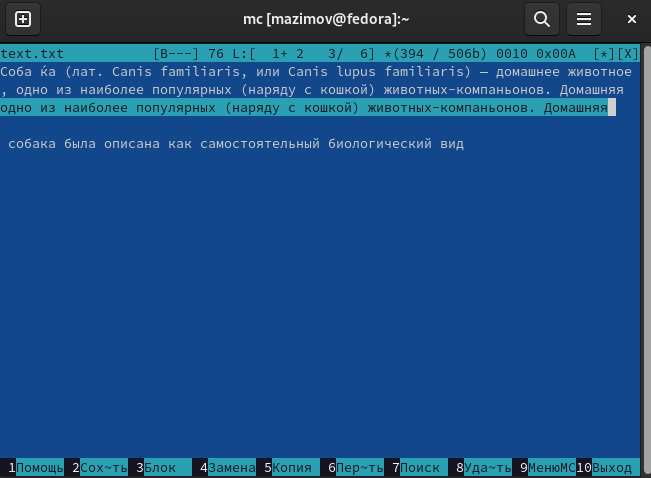 mc [mazimov@fedora]:~
text.txt [B---] 76 L:[ 1+ 2 3/ 6] *(394 / 506b) 0010 0x00A [*][X]
Соба ќа (лат. Canis familiaris, или Canis lupus familiaris) — домашнее животное
, одно из наиболее популярных (наряду с кошкой) животных-компаньонов. Домашняя
одно из наиболее популярных (наряду с кошкой) животных-компаньонов. Домашняя
собака была описана как самостоятельный биологический вид
1Помощь 2Сох~ть 3Блок 4Замена 5Копия 6Пер~ть 7Поиск 8Уда~ть 9МенюMC 10Выход